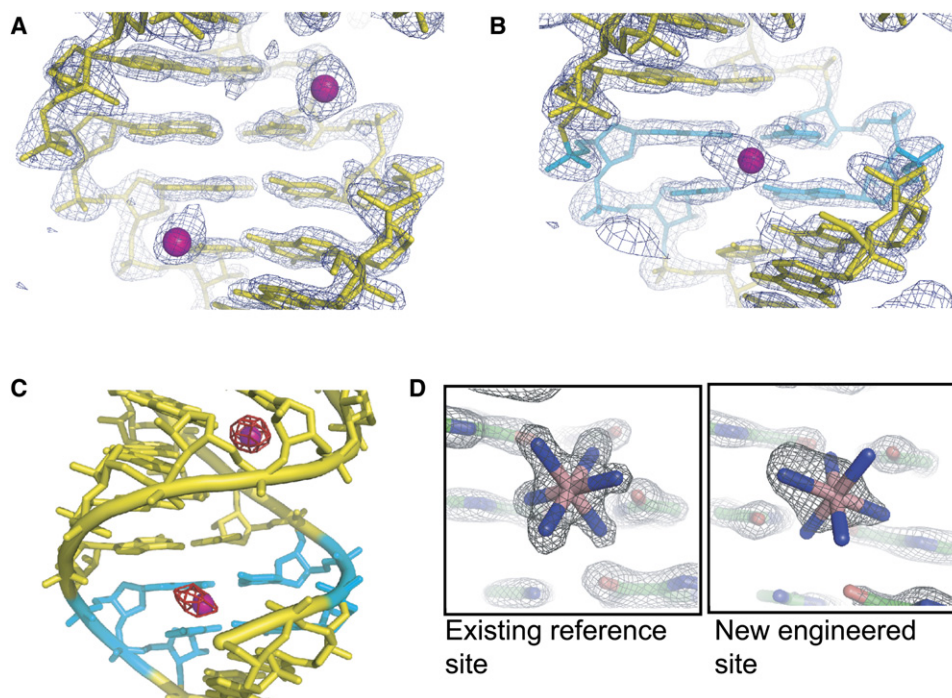 A
B
C
D
Existing reference
site
New engineered
site